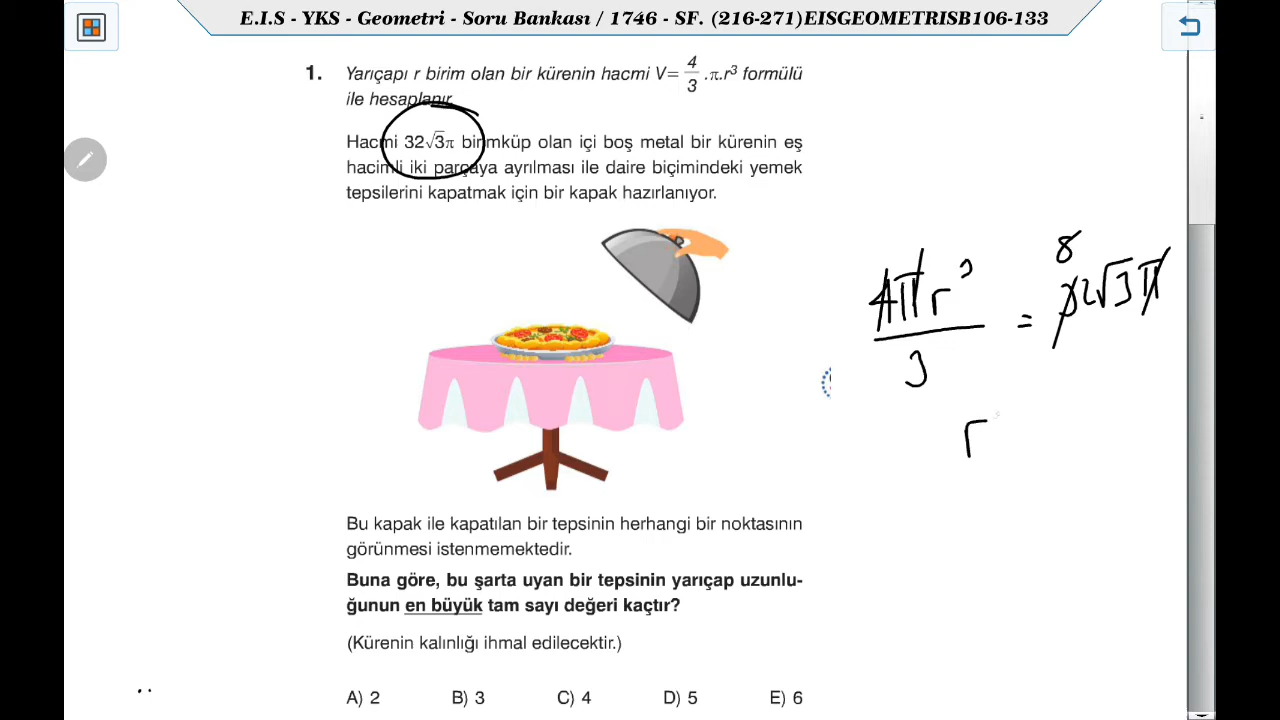 E.I.S - YKS - Geometri - Soru Bankası / 1746 - SF. (216-271)EISGEOMETRISB106-133
1. Yarıçapı r birim olan bir kürenin hacmi V= 4/3 .π.r³ formülü
ile hesaplanır.
Hacmi 32√3π birimküp olan içi boş metal bir kürenin eş
hacimli iki parçaya ayrılması ile daire biçimindeki yemek
tepsilerini kapatmak için bir kapak hazırlanıyor.
8
4πr³/3 = 32√3π
r
Bu kapak ile kapatılan bir tepsinin herhangi bir noktasının
görünmesi istenmemektedir.
Buna göre, bu şarta uyan bir tepsinin yarıçap uzunlu-
ğunun en büyük tam sayı değeri kaçtır?
(Kürenin kalınlığı ihmal edilecektir.)
A) 2 B) 3 C) 4 D) 5 E) 6